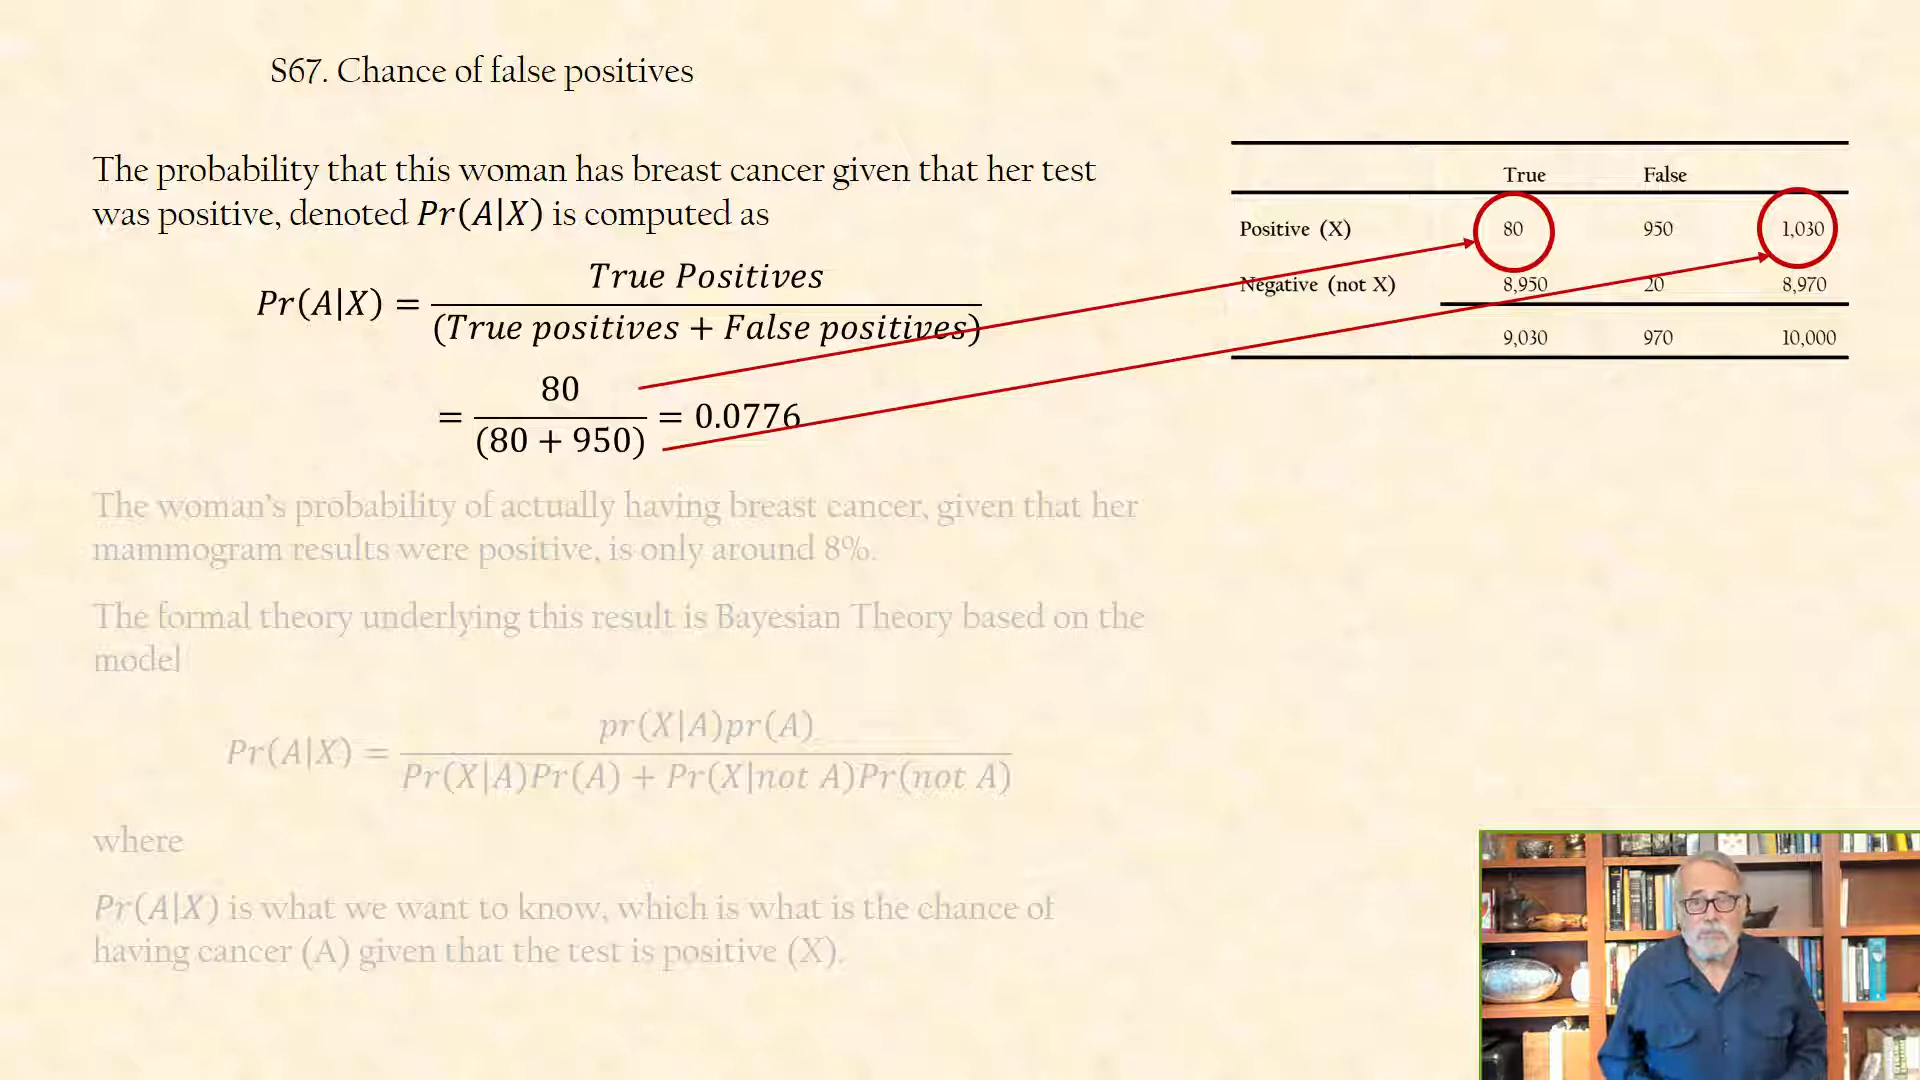 S67. Chance of false positives
The probability that this woman has breast cancer given that her test
was positive, denoted Pr(A|X) is computed as
Pr(A|X) = True Positives / (True positives + False positives)
= 80 / (80 + 950) = 0.0776
The woman's probability of actually having breast cancer, given that her
mammogram results were positive, is only around 8%.
The formal theory underlying this result is Bayesian Theory based on the
model
Pr(A|X) = pr(X|A)pr(A) / Pr(X|A)Pr(A) + Pr(X|not A)Pr(not A)
where
Pr(A|X) is what we want to know, which is what is the chance of
having cancer (A) given that the test is positive (X).
True False
Positive (X) 80 950 1,030
Negative (not X) 8,950 20 8,970
9,030 970 10,000